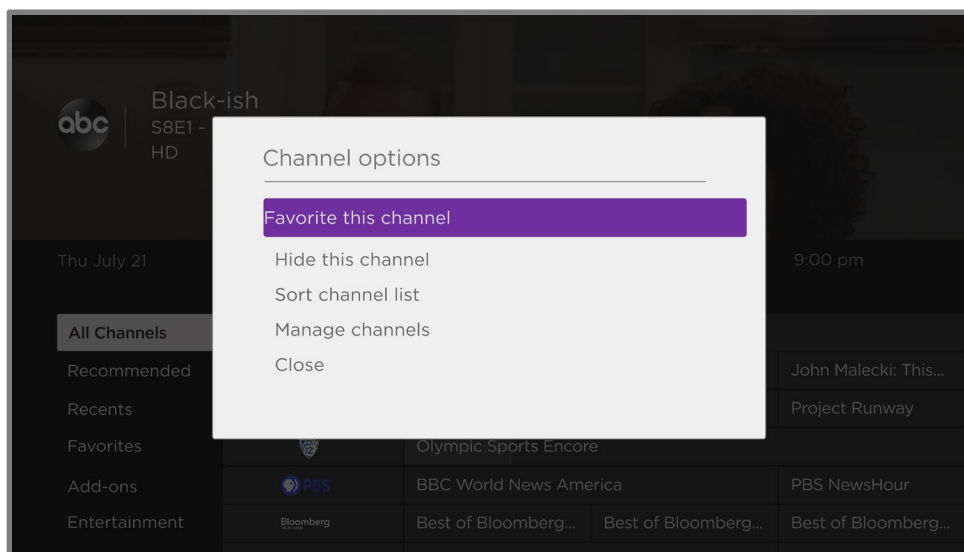 abc
Black-ish
S8E1 -
HD
Channel options
Favorite this channel
Hide this channel
Sort channel list
Manage channels
Close
Thu July 21
9:00 pm
All Channels
Recommended
John Malecki: This...
Recents
Project Runway
Favorites
12
Olympic Sports Encore
Add-ons
PBS
BBC World News America
PBS NewsHour
Entertainment
Bloomberg
Best of Bloomberg...
Best of Bloomberg...
Best of Bloomberg...